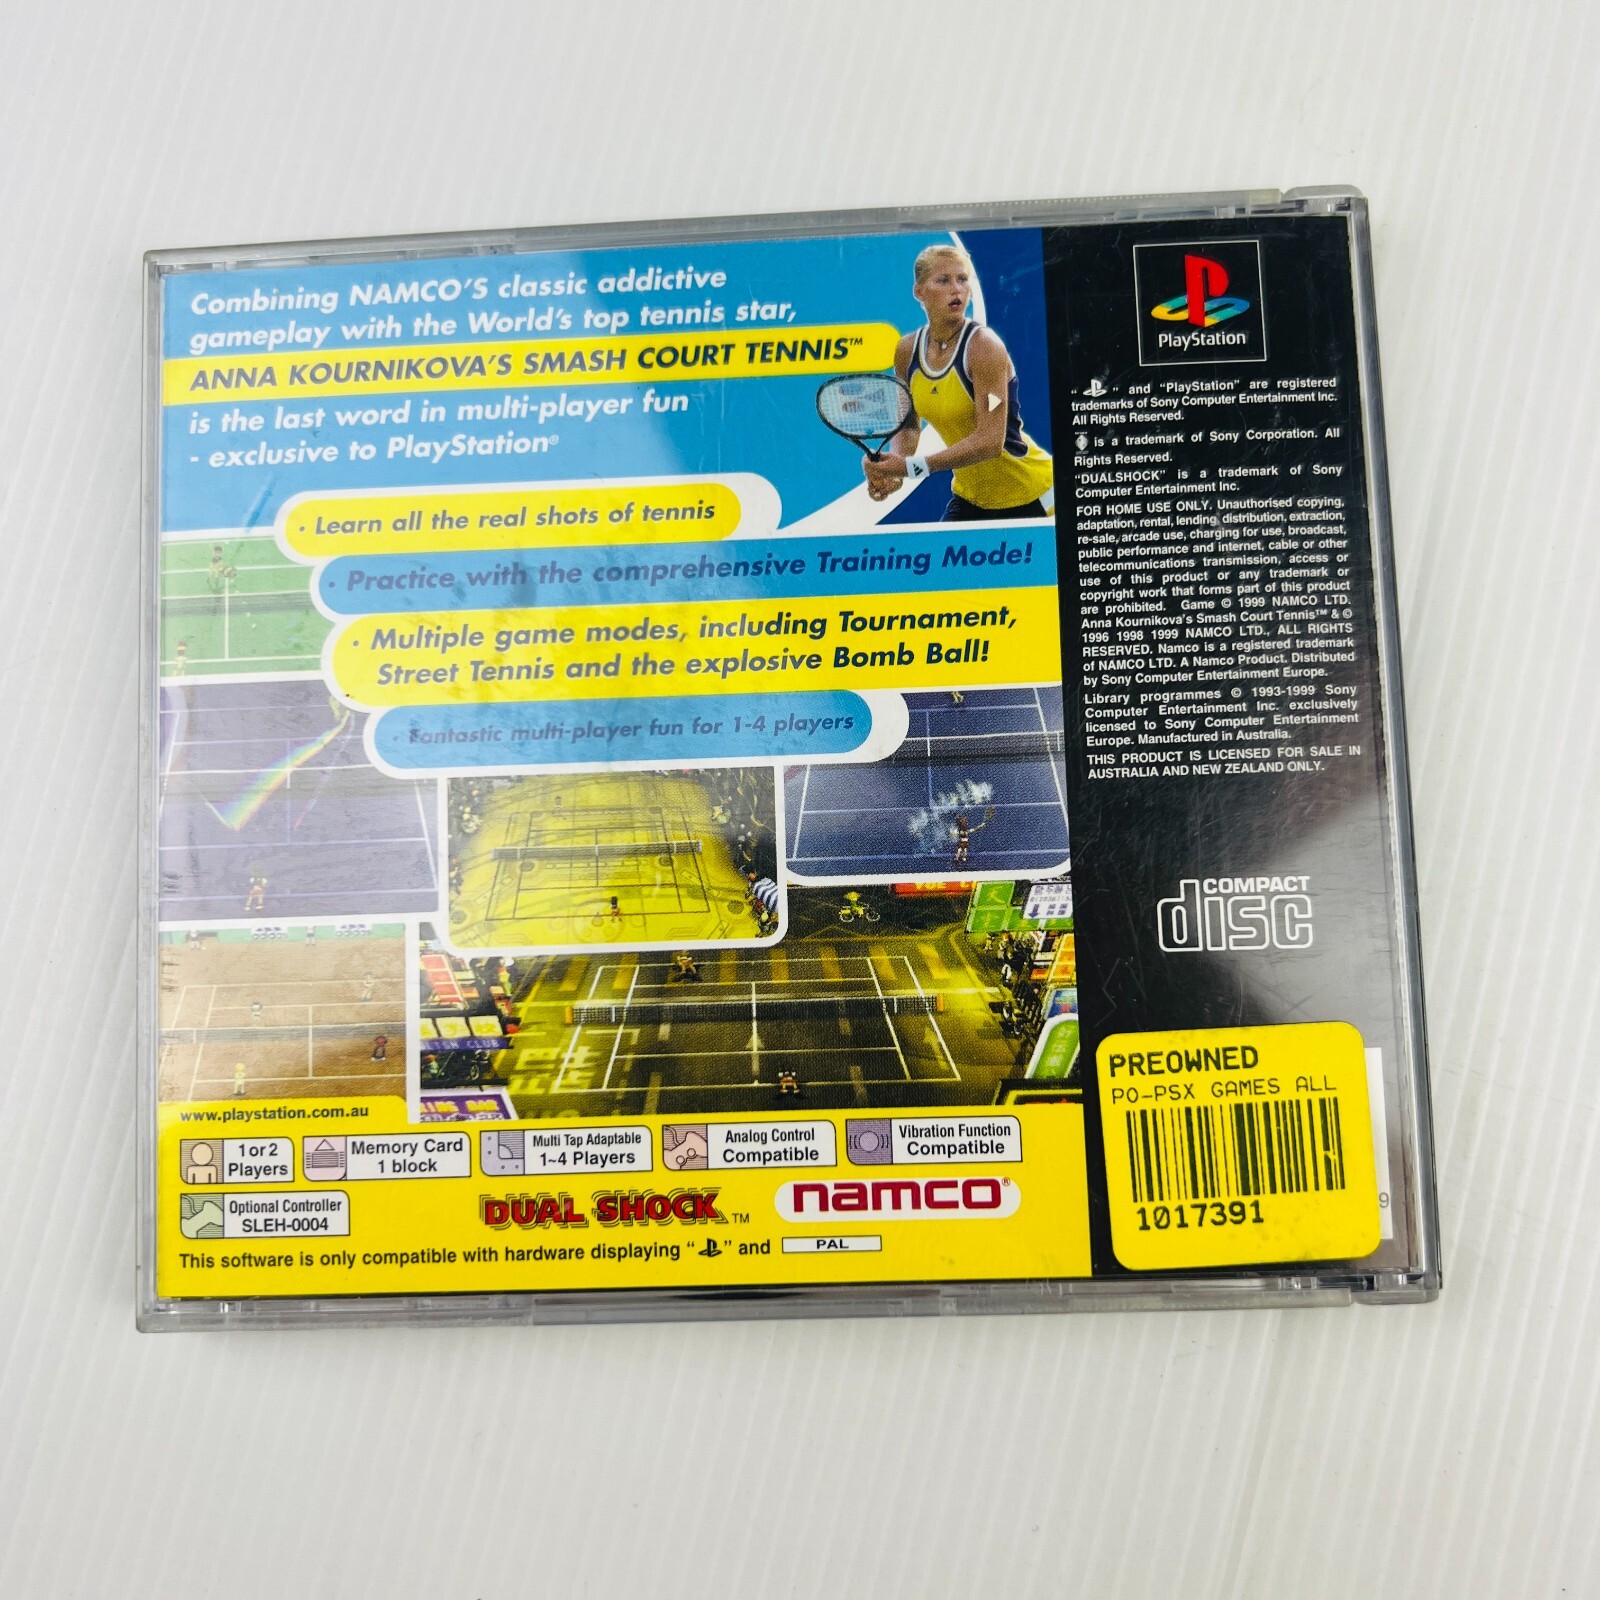 Combining NAMCO'S classic addictive
gameplay with the World's top tennis star,
ANNA KOURNIKOVA'S SMASH COURT TENNIS™
is the last word in multi-player fun
- exclusive to PlayStation®
· Learn all the real shots of tennis
· Practice with the comprehensive Training Mode!
· Multiple game modes, including Tournament,
Street Tennis and the explosive Bomb Ball!
· Fantastic multi-player fun for 1-4 players
www.playstation.com.au
1 or 2
Players
Memory Card
1 block
Multi Tap Adaptable
1~4 Players
Analog Control
Compatible
Vibration Function
Compatible
Optional Controller
SLEH-0004
DUAL SHOCK™
namco®
This software is only compatible with hardware displaying " " and PAL
PlayStation
" " and "PlayStation" are registered
trademarks of Sony Computer Entertainment Inc.
All Rights Reserved.
is a trademark of Sony Corporation. All
Rights Reserved.
"DUALSHOCK" is a trademark of Sony
Computer Entertainment Inc.
FOR HOME USE ONLY. Unauthorised copying,
adaptation, rental, lending, distribution, extraction,
re-sale, arcade use, charging for use, broadcast,
public performance and internet, cable or other
telecommunications transmission, access or
use of this product or any trademark or
copyright work that forms part of this product
are prohibited. Game © 1999 NAMCO LTD.
Anna Kournikova's Smash Court Tennis™ & ©
1996 1998 1999 NAMCO LTD., ALL RIGHTS
RESERVED. Namco is a registered trademark
of NAMCO LTD. A Namco Product. Distributed
by Sony Computer Entertainment Europe.
Library programmes © 1993-1999 Sony
Computer Entertainment Inc. exclusively
licensed to Sony Computer Entertainment
Europe. Manufactured in Australia.
THIS PRODUCT IS LICENSED FOR SALE IN
AUSTRALIA AND NEW ZEALAND ONLY.
COMPACT
disc
PREOWNED
PO-PSX GAMES ALL
1017391
9